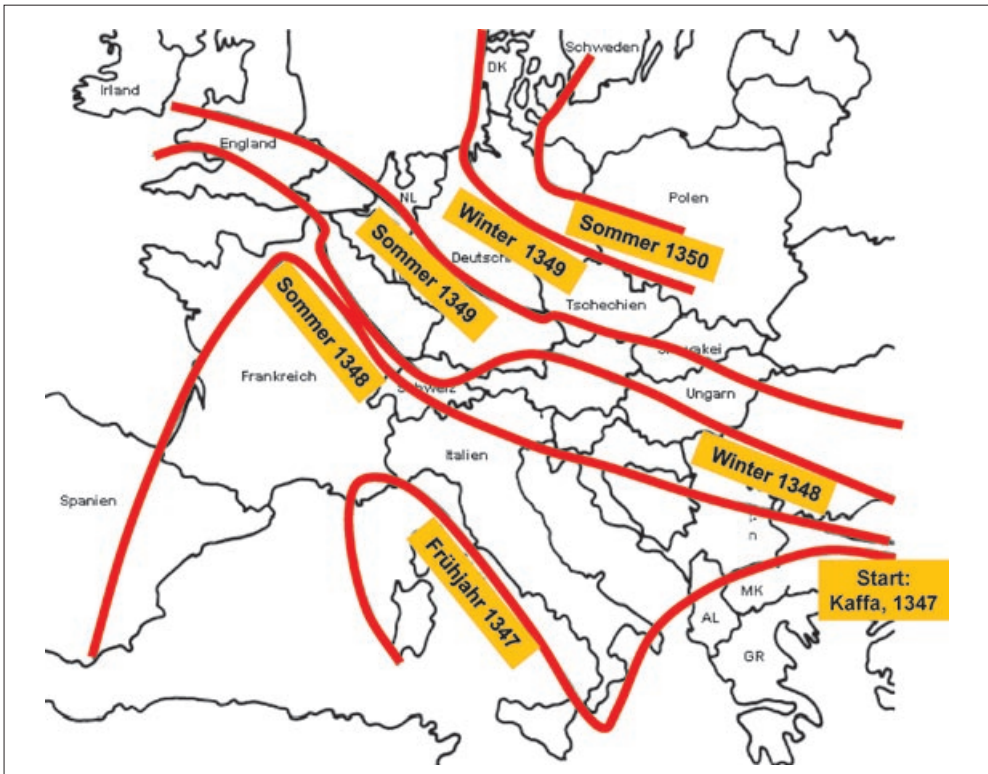 Schweden
DK
Irland
England
NL
Polen
Sommer 1350
Winter 1349
Sommer 1349
Tschechien
Sommer 1348
Frankreich
Ungarn
Italien
Winter 1348
Spanien
n
Frühjahr 1347
Start:
Kaffa, 1347
MK
AL
GR